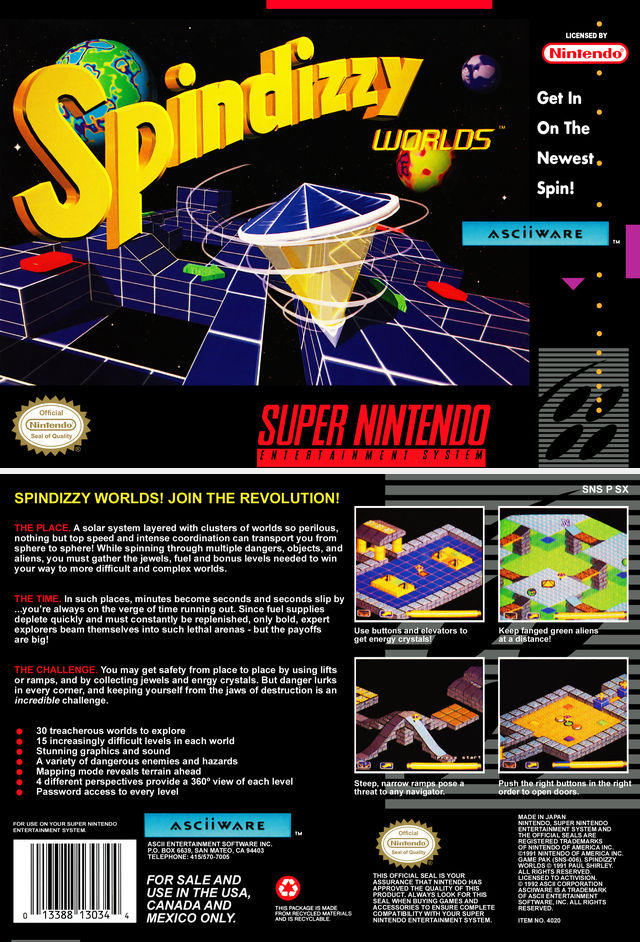 LICENSED BY
Nintendo®
Spindizzy
WORLDS™
Get In
On The
Newest
Spin!
ASCiiWARE™
Official
Nintendo
Seal of Quality
®
SUPER NINTENDO
ENTERTAINMENT SYSTEM
SNS P SX
SPINDIZZY WORLDS! JOIN THE REVOLUTION!
THE PLACE. A solar system layered with clusters of worlds so perilous,
nothing but top speed and intense coordination can transport you from
sphere to sphere! While spinning through multiple dangers, objects, and
aliens, you must gather the jewels, fuel and bonus levels needed to win
your way to more difficult and complex worlds.
THE TIME. In such places, minutes become seconds and seconds slip by
...you're always on the verge of time running out. Since fuel supplies
deplete quickly and must constantly be replenished, only bold, expert
explorers beam themselves into such lethal arenas - but the payoffs
are big!
THE CHALLENGE. You may get safety from place to place by using lifts
or ramps, and by collecting jewels and enrgy crystals. But danger lurks
in every corner, and keeping yourself from the jaws of destruction is an
incredible challenge.
30 treacherous worlds to explore
15 increasingly difficult levels in each world
Stunning graphics and sound
A variety of dangerous enemies and hazards
Mapping mode reveals terrain ahead
4 different perspectives provide a 360º view of each level
Password access to every level
Use buttons and elevators to
get energy crystals!
Keep fanged green aliens
at a distance!
Press start
Steep, narrow ramps pose a
threat to any navigator.
Push the right buttons in the right
order to open doors.
FOR USE ON YOUR SUPER NINTENDO
ENTERTAINMENT SYSTEM.
0 13388 13034 4
ASCiiWARE™
ASCII ENTERTAINMENT SOFTWARE INC.
P.O. BOX 6639, SAN MATEO, CA 94403
TELEPHONE: 415/570-7005
FOR SALE AND
USE IN THE USA,
CANADA AND
MEXICO ONLY.
THIS PACKAGE IS MADE
FROM RECYCLED MATERIALS
AND IS RECYCLABLE.
Official
Nintendo
Seal of Quality
THIS OFFICIAL SEAL IS YOUR
ASSURANCE THAT NINTENDO HAS
APPROVED THE QUALITY OF THIS
PRODUCT. ALWAYS LOOK FOR THIS
SEAL WHEN BUYING GAMES AND
ACCESSORIES TO ENSURE COMPLETE
COMPATIBILITY WITH YOUR SUPER
NINTENDO ENTERTAINMENT SYSTEM.
MADE IN JAPAN
NINTENDO, SUPER NINTENDO
ENTERTAINMENT SYSTEM AND
THE OFFICIAL SEALS ARE
REGISTERED TRADEMARKS
OF NINTENDO OF AMERICA INC.
©1991 NINTENDO OF AMERICA INC.
GAME PAK (SNS-006), SPINDIZZY
WORLDS © 1991 PAUL SHIRLEY.
ALL RIGHTS RESERVED.
LICENSED TO ACTIVISION.
© 1992 ASCII CORPORATION
ASCIIWARE IS A TRADEMARK
OF ASCII ENTERTAINMENT
SOFTWARE, INC. ALL RIGHTS
RESERVED.
ITEM NO. 4020